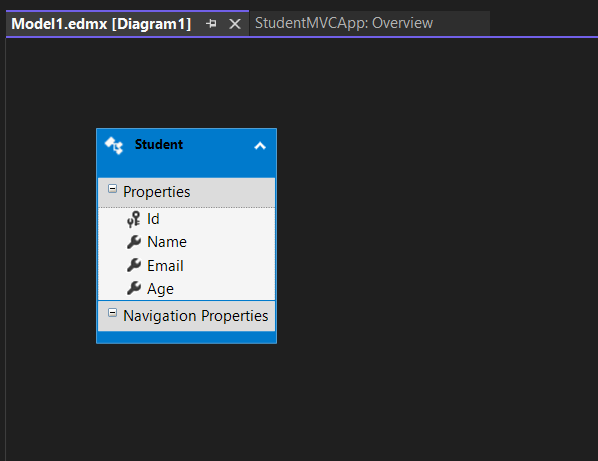 Model1.edmx [Diagram1]
StudentMVCApp: Overview
Student
Properties
Id
Name
Email
Age
Navigation Properties